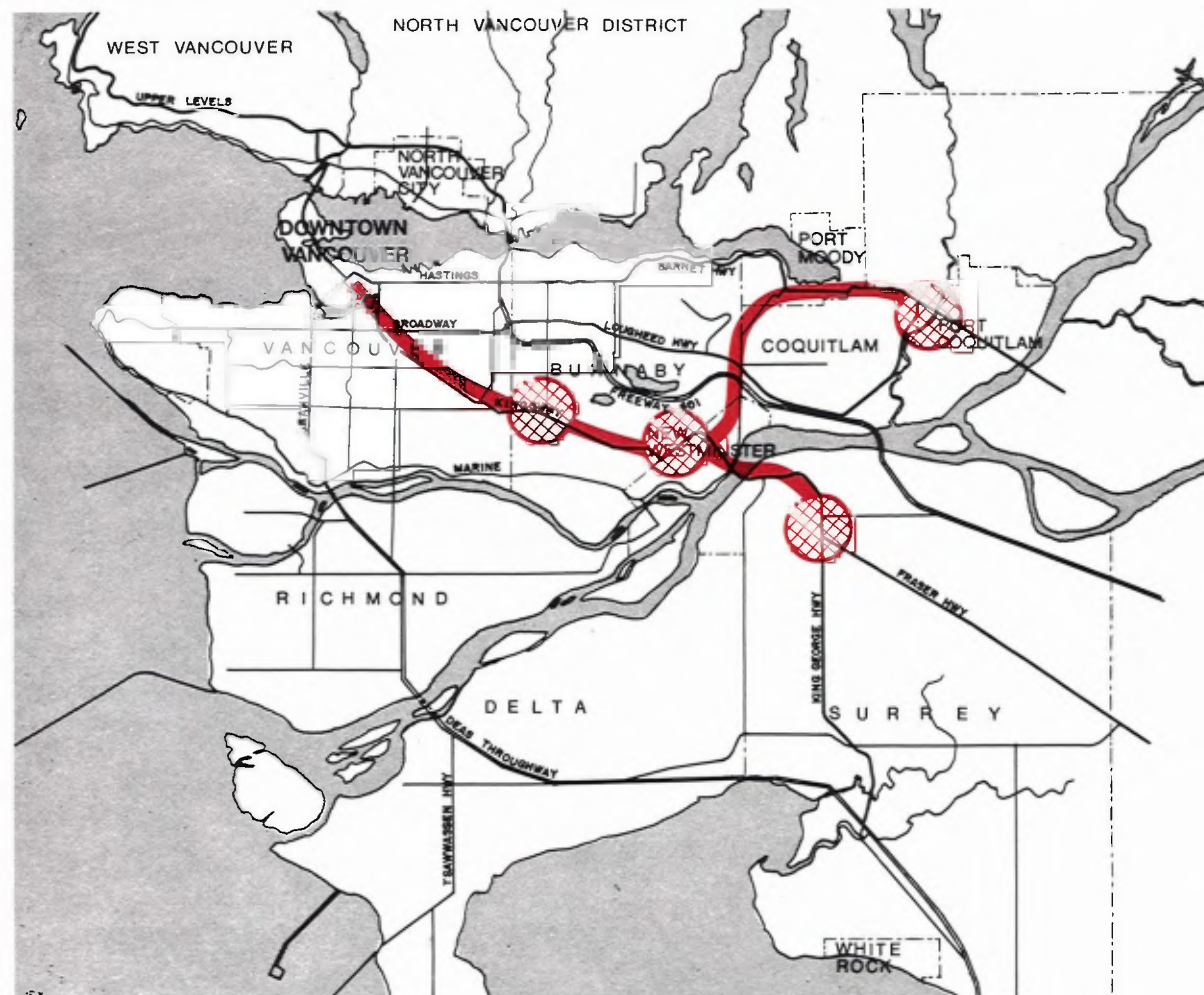 NORTH VANCOUVER DISTRICT
WEST VANCOUVER
UPPER LEVELS
NORTH
VANCOUVER
CITY
DOWNTOWN
VANCOUVER
PORT
MOODY
HASTINGS
BARNET HWY
BROADWAY
LOUGHEED HWY
PORT
COQUITLAM
VANCOUV
COQUITLAM
BURNABY
FREEWAY 401
KINGSWAY
NEW
WESTMINSTER
MARINE
RICHMOND
FRASER HWY
KING GEORGE HWY
DELTA
SURREY
DEAS THROUGHWAY
TSAWWASSEN HWY
WHITE
ROCK